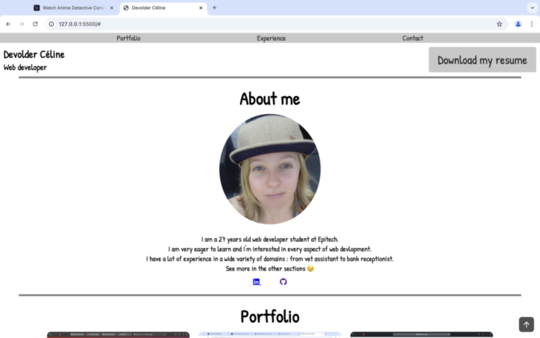 Watch Anime Detective Con
Devolder Céline
127.0.0.1:5500/#
Portfolio Experience Contact
Devolder Céline
Web developer
Download my resume
About me
I am a 27 years old web developer student at Epitech.
I am very eager to learn and I'm interested in every aspect of web devlopment.
I have a lot of experience in a wide variety of domains : from vet assistant to bank receptionist.
See more in the other sections 😉
Portfolio